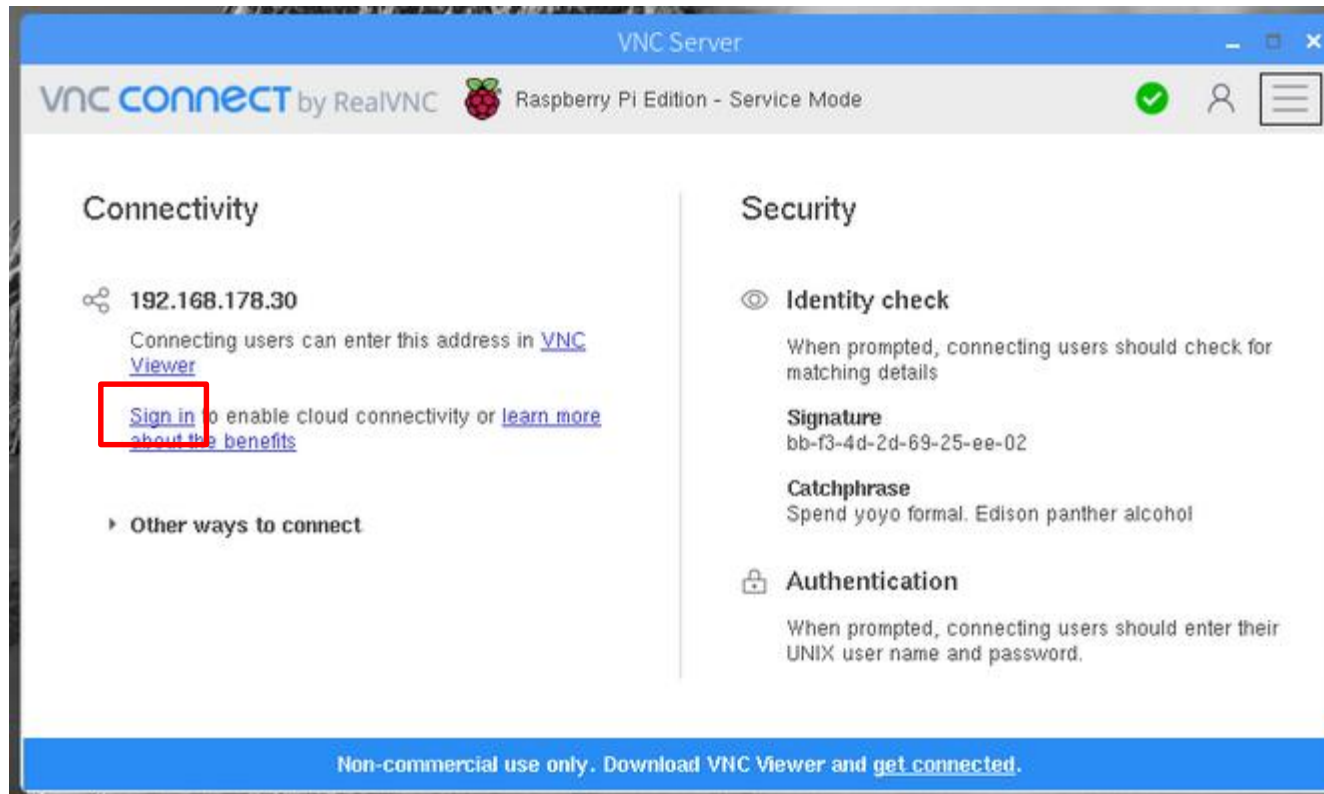 VNC Server
VNC CONNECT by RealVNC Raspberry Pi Edition - Service Mode
Connectivity
192.168.178.30
Connecting users can enter this address in VNC
Viewer
Sign in to enable cloud connectivity or learn more
about the benefits
Other ways to connect
Security
Identity check
When prompted, connecting users should check for
matching details
Signature
bb-f3-4d-2d-69-25-ee-02
Catchphrase
Spend yoyo formal. Edison panther alcohol
Authentication
When prompted, connecting users should enter their
UNIX user name and password.
Non-commercial use only. Download VNC Viewer and get connected.